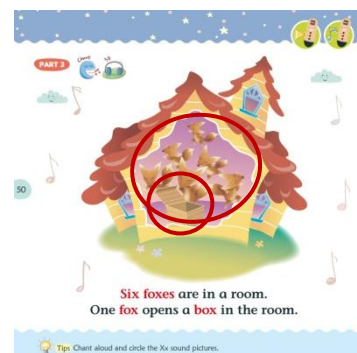 PART 3
Chant
50
Six foxes are in a room.
One fox opens a box in the room.
Tips Chant aloud and circle the Xx sound pictures.